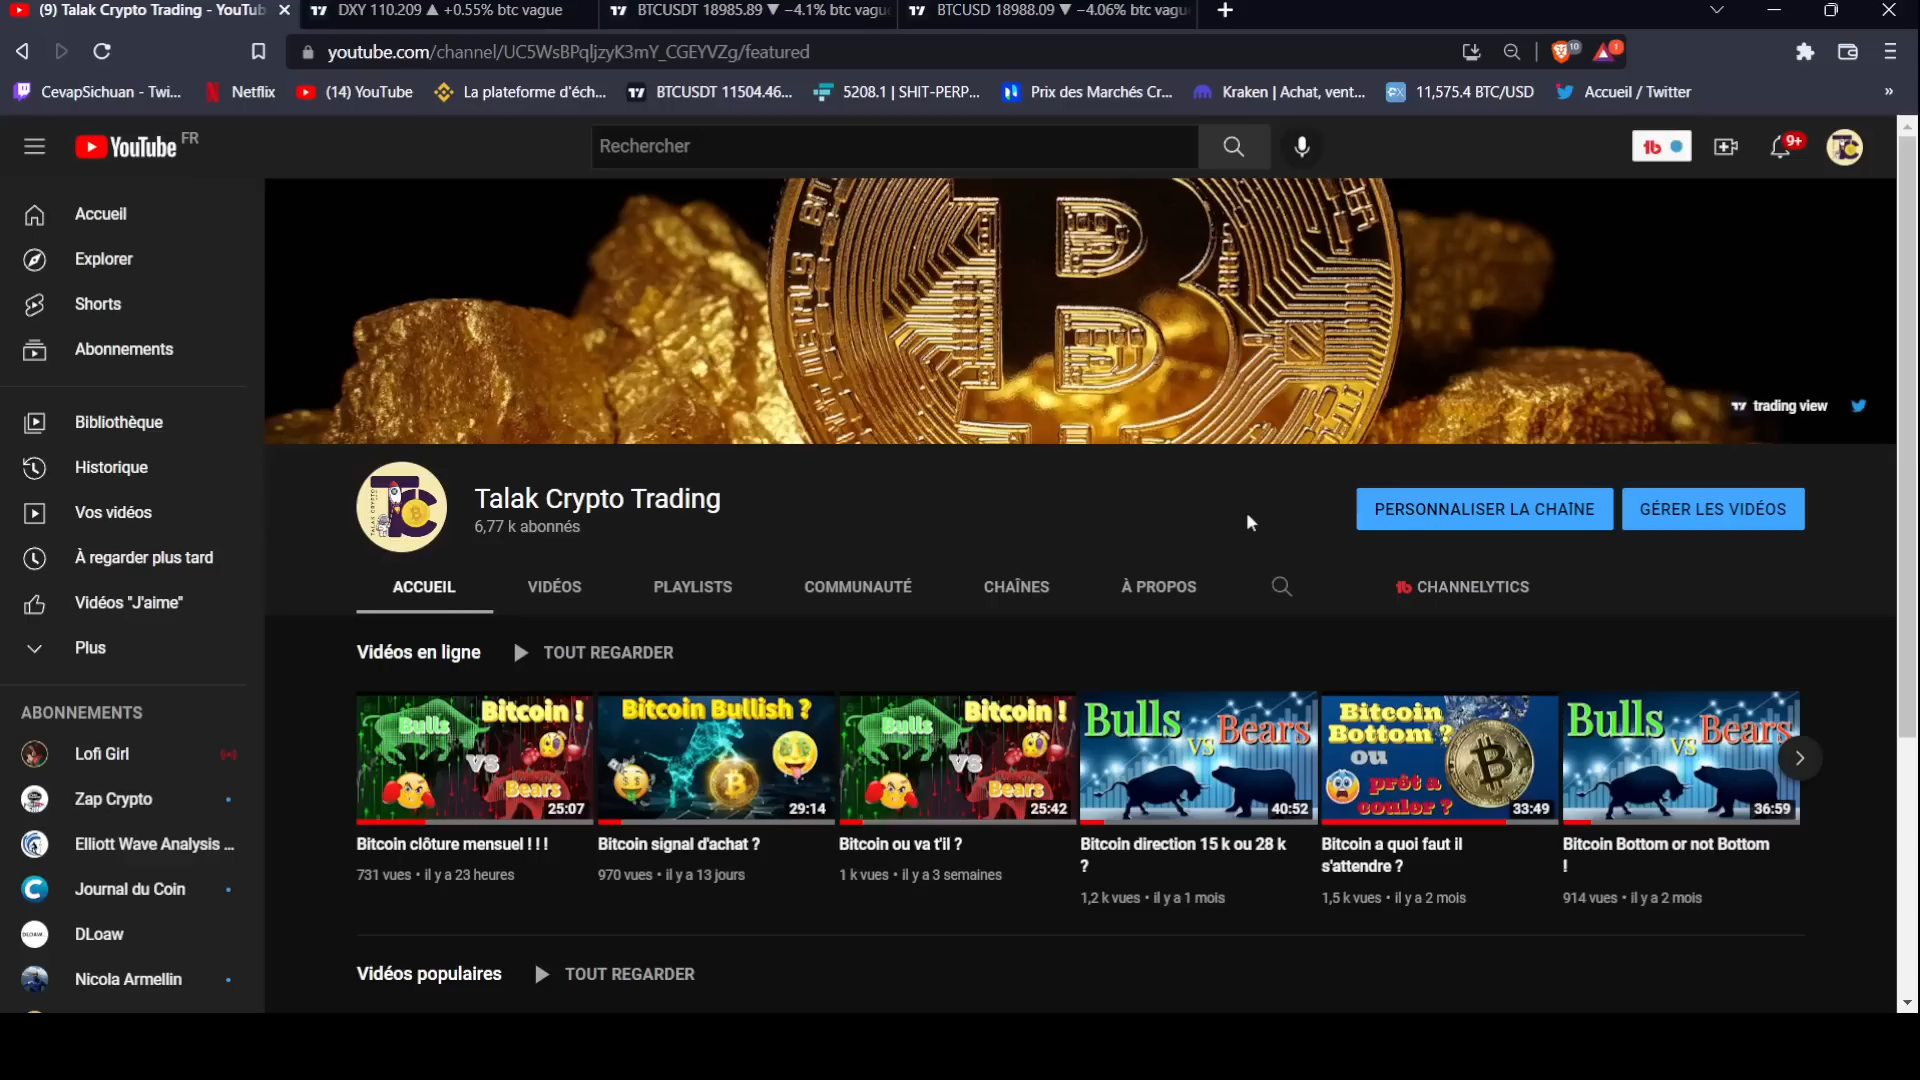 (9) Talak Crypto Trading - YouTub
DXY 110.209 ▲ +0.55% btc vague
BTCUSDT 18985.89 ▼ −4.1% btc vague
BTCUSD 18988.09 ▼ −4.06% btc vagu
youtube.com/channel/UC5WsBPqljzyK3mY_CGEYVZg/featured
10
1
CevapSichuan - Twi...
Netflix
(14) YouTube
La plateforme d'éch...
BTCUSDT 11504.46...
5208.1 | SHIT-PERP...
Prix des Marchés Cr...
Kraken | Achat, vent...
11,575.4 BTC/USD
Accueil / Twitter
»
YouTube FR
Rechercher
9+
Accueil
Explorer
Shorts
Abonnements
Bibliothèque
Historique
Vos vidéos
À regarder plus tard
Vidéos "J'aime"
Plus
ABONNEMENTS
Lofi Girl
Zap Crypto
Elliott Wave Analysis ...
Journal du Coin
DLoaw
Nicola Armellin
trading view
Talak Crypto Trading
6,77 k abonnés
PERSONNALISER LA CHAÎNE
GÉRER LES VIDÉOS
ACCUEIL
VIDÉOS
PLAYLISTS
COMMUNAUTÉ
CHAÎNES
À PROPOS
CHANNELYTICS
Vidéos en ligne
TOUT REGARDER
Bitcoin !
Bulls
vs
Bears
25:07
Bitcoin clôture mensuel ! ! !
731 vues • il y a 23 heures
Bitcoin Bullish ?
29:14
Bitcoin signal d'achat ?
970 vues • il y a 13 jours
Bitcoin !
Bulls
vs
Bears
25:42
Bitcoin ou va t'il ?
1 k vues • il y a 3 semaines
Bulls
vs Bears
40:52
Bitcoin direction 15 k ou 28 k
?
1,2 k vues • il y a 1 mois
Bitcoin
Bottom ?
ou
prêt a
couler ?
33:49
Bitcoin a quoi faut il
s'attendre ?
1,5 k vues • il y a 2 mois
Bulls
vs Bears
36:59
Bitcoin Bottom or not Bottom
!
914 vues • il y a 2 mois
Vidéos populaires
TOUT REGARDER